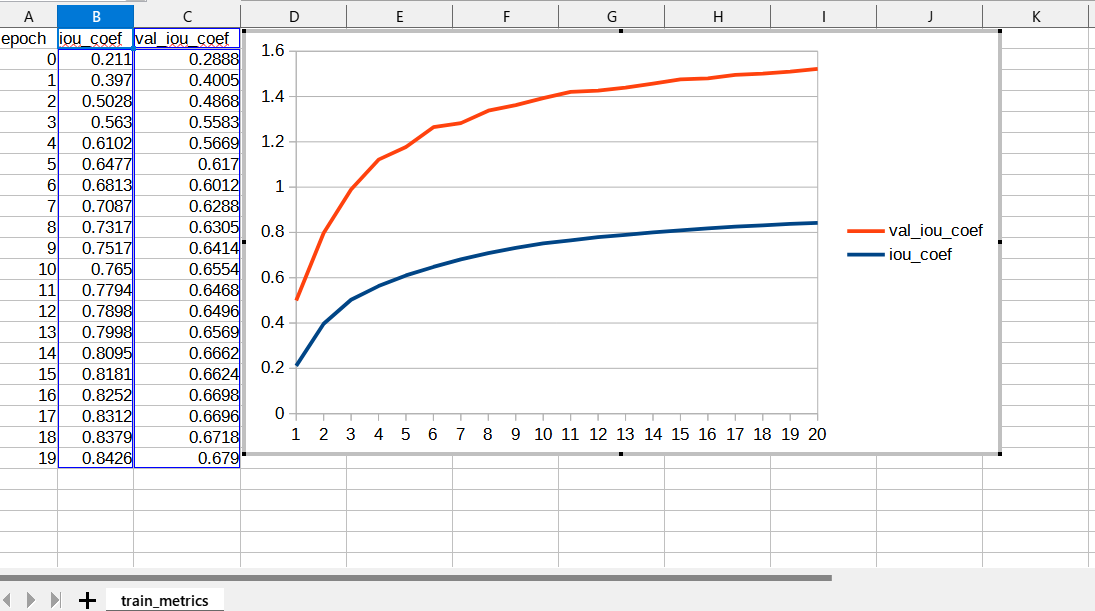 A B C D E F G H I J K
epoch iou_coef val_iou_coef
0 0.211 0.2888
1 0.397 0.4005
2 0.5028 0.4868
3 0.563 0.5583
4 0.6102 0.5669
5 0.6477 0.617
6 0.6813 0.6012
7 0.7087 0.6288
8 0.7317 0.6305
9 0.7517 0.6414
10 0.765 0.6554
11 0.7794 0.6468
12 0.7898 0.6496
13 0.7998 0.6569
14 0.8095 0.6662
15 0.8181 0.6624
16 0.8252 0.6698
17 0.8312 0.6696
18 0.8379 0.6718
19 0.8426 0.679
1.6
1.4
1.2
1
0.8
0.6
0.4
0.2
0
1 2 3 4 5 6 7 8 9 10 11 12 13 14 15 16 17 18 19 20
val_iou_coef
iou_coef
train_metrics